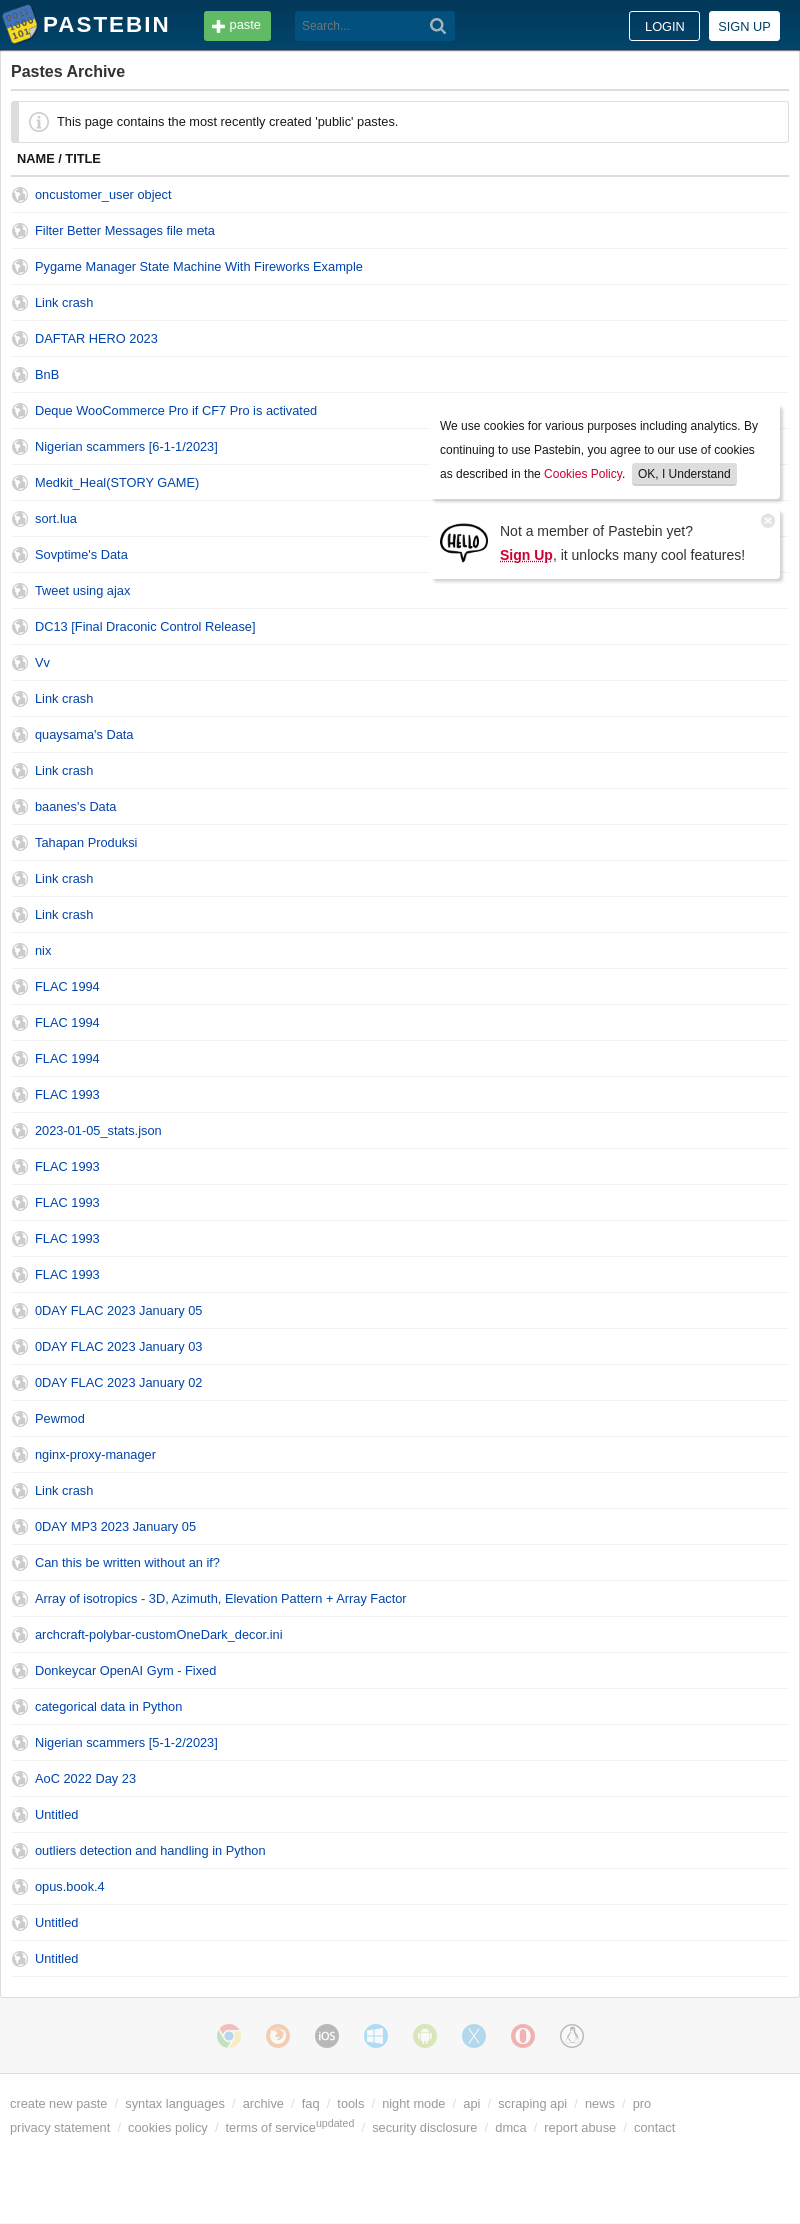 PASTEBIN
paste
Search...
LOGIN
SIGN UP
Pastes Archive
This page contains the most recently created 'public' pastes.
NAME / TITLE
oncustomer_user object
Filter Better Messages file meta
Pygame Manager State Machine With Fireworks Example
Link crash
DAFTAR HERO 2023
BnB
Deque WooCommerce Pro if CF7 Pro is activated
Nigerian scammers [6-1-1/2023]
Medkit_Heal(STORY GAME)
sort.lua
Sovptime's Data
Tweet using ajax
We use cookies for various purposes including analytics. By
continuing to use Pastebin, you agree to our use of cookies
as described in the Cookies Policy. OK, I Understand
HELLO
Not a member of Pastebin yet?
Sign Up, it unlocks many cool features!
DC13 [Final Draconic Control Release]
Vv
Link crash
quaysama's Data
Link crash
baanes's Data
Tahapan Produksi
Link crash
Link crash
nix
FLAC 1994
FLAC 1994
FLAC 1994
FLAC 1993
2023-01-05_stats.json
FLAC 1993
FLAC 1993
FLAC 1993
FLAC 1993
0DAY FLAC 2023 January 05
0DAY FLAC 2023 January 03
0DAY FLAC 2023 January 02
Pewmod
nginx-proxy-manager
Link crash
0DAY MP3 2023 January 05
Can this be written without an if?
Array of isotropics - 3D, Azimuth, Elevation Pattern + Array Factor
archcraft-polybar-customOneDark_decor.ini
Donkeycar OpenAI Gym - Fixed
categorical data in Python
Nigerian scammers [5-1-2/2023]
AoC 2022 Day 23
Untitled
outliers detection and handling in Python
opus.book.4
Untitled
Untitled
iOS
create new paste / syntax languages / archive / faq / tools / night mode / api / scraping api / news / pro
privacy statement / cookies policy / terms of service updated / security disclosure / dmca / report abuse / contact